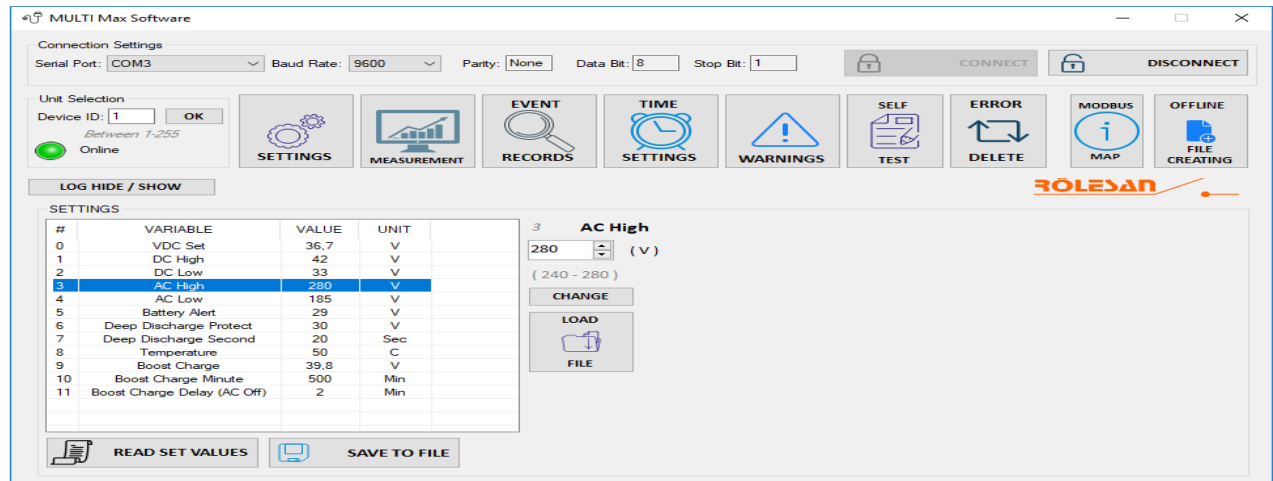 MULTI Max Software
Connection Settings
Serial Port: COM3 Baud Rate: 9600 Parity: None Data Bit: 8 Stop Bit: 1 CONNECT DISCONNECT
Unit Selection
Device ID: 1 OK
Between 1-255
Online
SETTINGS
MEASUREMENT
EVENT
RECORDS
TIME
SETTINGS
WARNINGS
SELF
TEST
ERROR
DELETE
MODBUS
MAP
OFFLINE
FILE
CREATING
LOG HIDE / SHOW
RÖLESAN
SETTINGS
# VARIABLE VALUE UNIT
0 VDC Set 36,7 V
1 DC High 42 V
2 DC Low 33 V
3 AC High 280 V
4 AC Low 185 V
5 Battery Alert 29 V
6 Deep Discharge Protect 30 V
7 Deep Discharge Second 20 Sec
8 Temperature 50 C
9 Boost Charge 39,8 V
10 Boost Charge Minute 500 Min
11 Boost Charge Delay (AC Off) 2 Min
3 AC High
280 ( V )
( 240 - 280 )
CHANGE
LOAD
FILE
READ SET VALUES
SAVE TO FILE